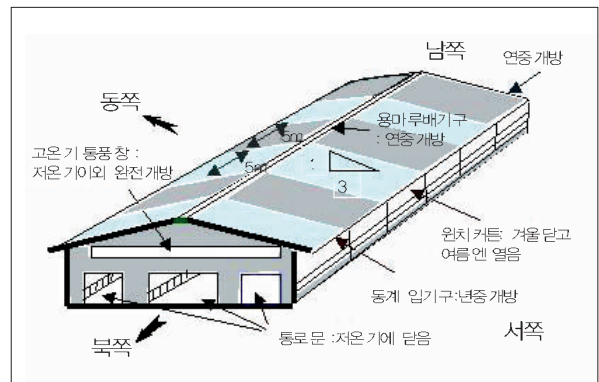 남쪽
연중 개방
동쪽
용마루배기구
: 연중 개방
고온 기 통풍 창 :
저온 기이외 완전 개방
5m
5m
1
3
윈치 커튼: 겨울 닫고
여름 엔 열음
동계 입기구:년중 개방
통로 문 :저온 기에 닫음
북쪽
서쪽